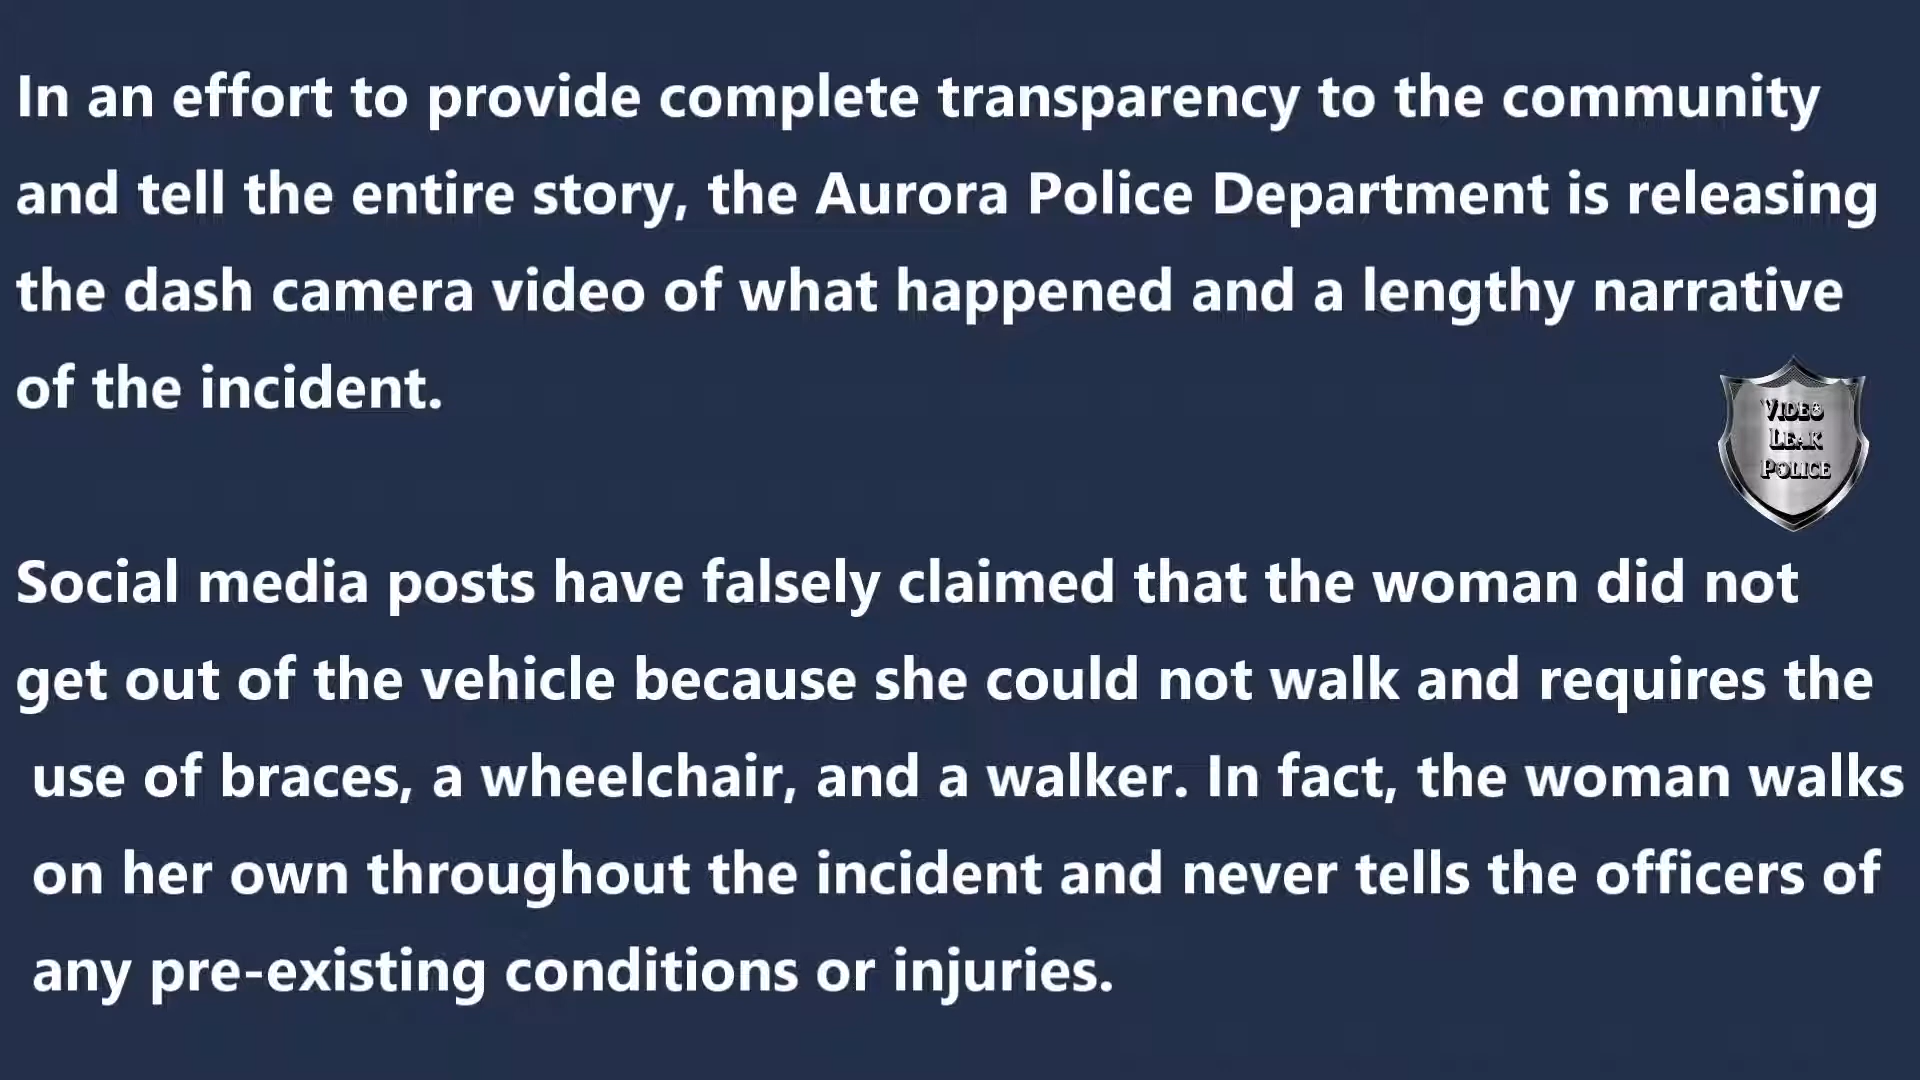 In an effort to provide complete transparency to the community
and tell the entire story, the Aurora Police Department is releasing
the dash camera video of what happened and a lengthy narrative
of the incident.
VIDEO
LEAK
POLICE
Social media posts have falsely claimed that the woman did not
get out of the vehicle because she could not walk and requires the
use of braces, a wheelchair, and a walker. In fact, the woman walks
on her own throughout the incident and never tells the officers of
any pre-existing conditions or injuries.